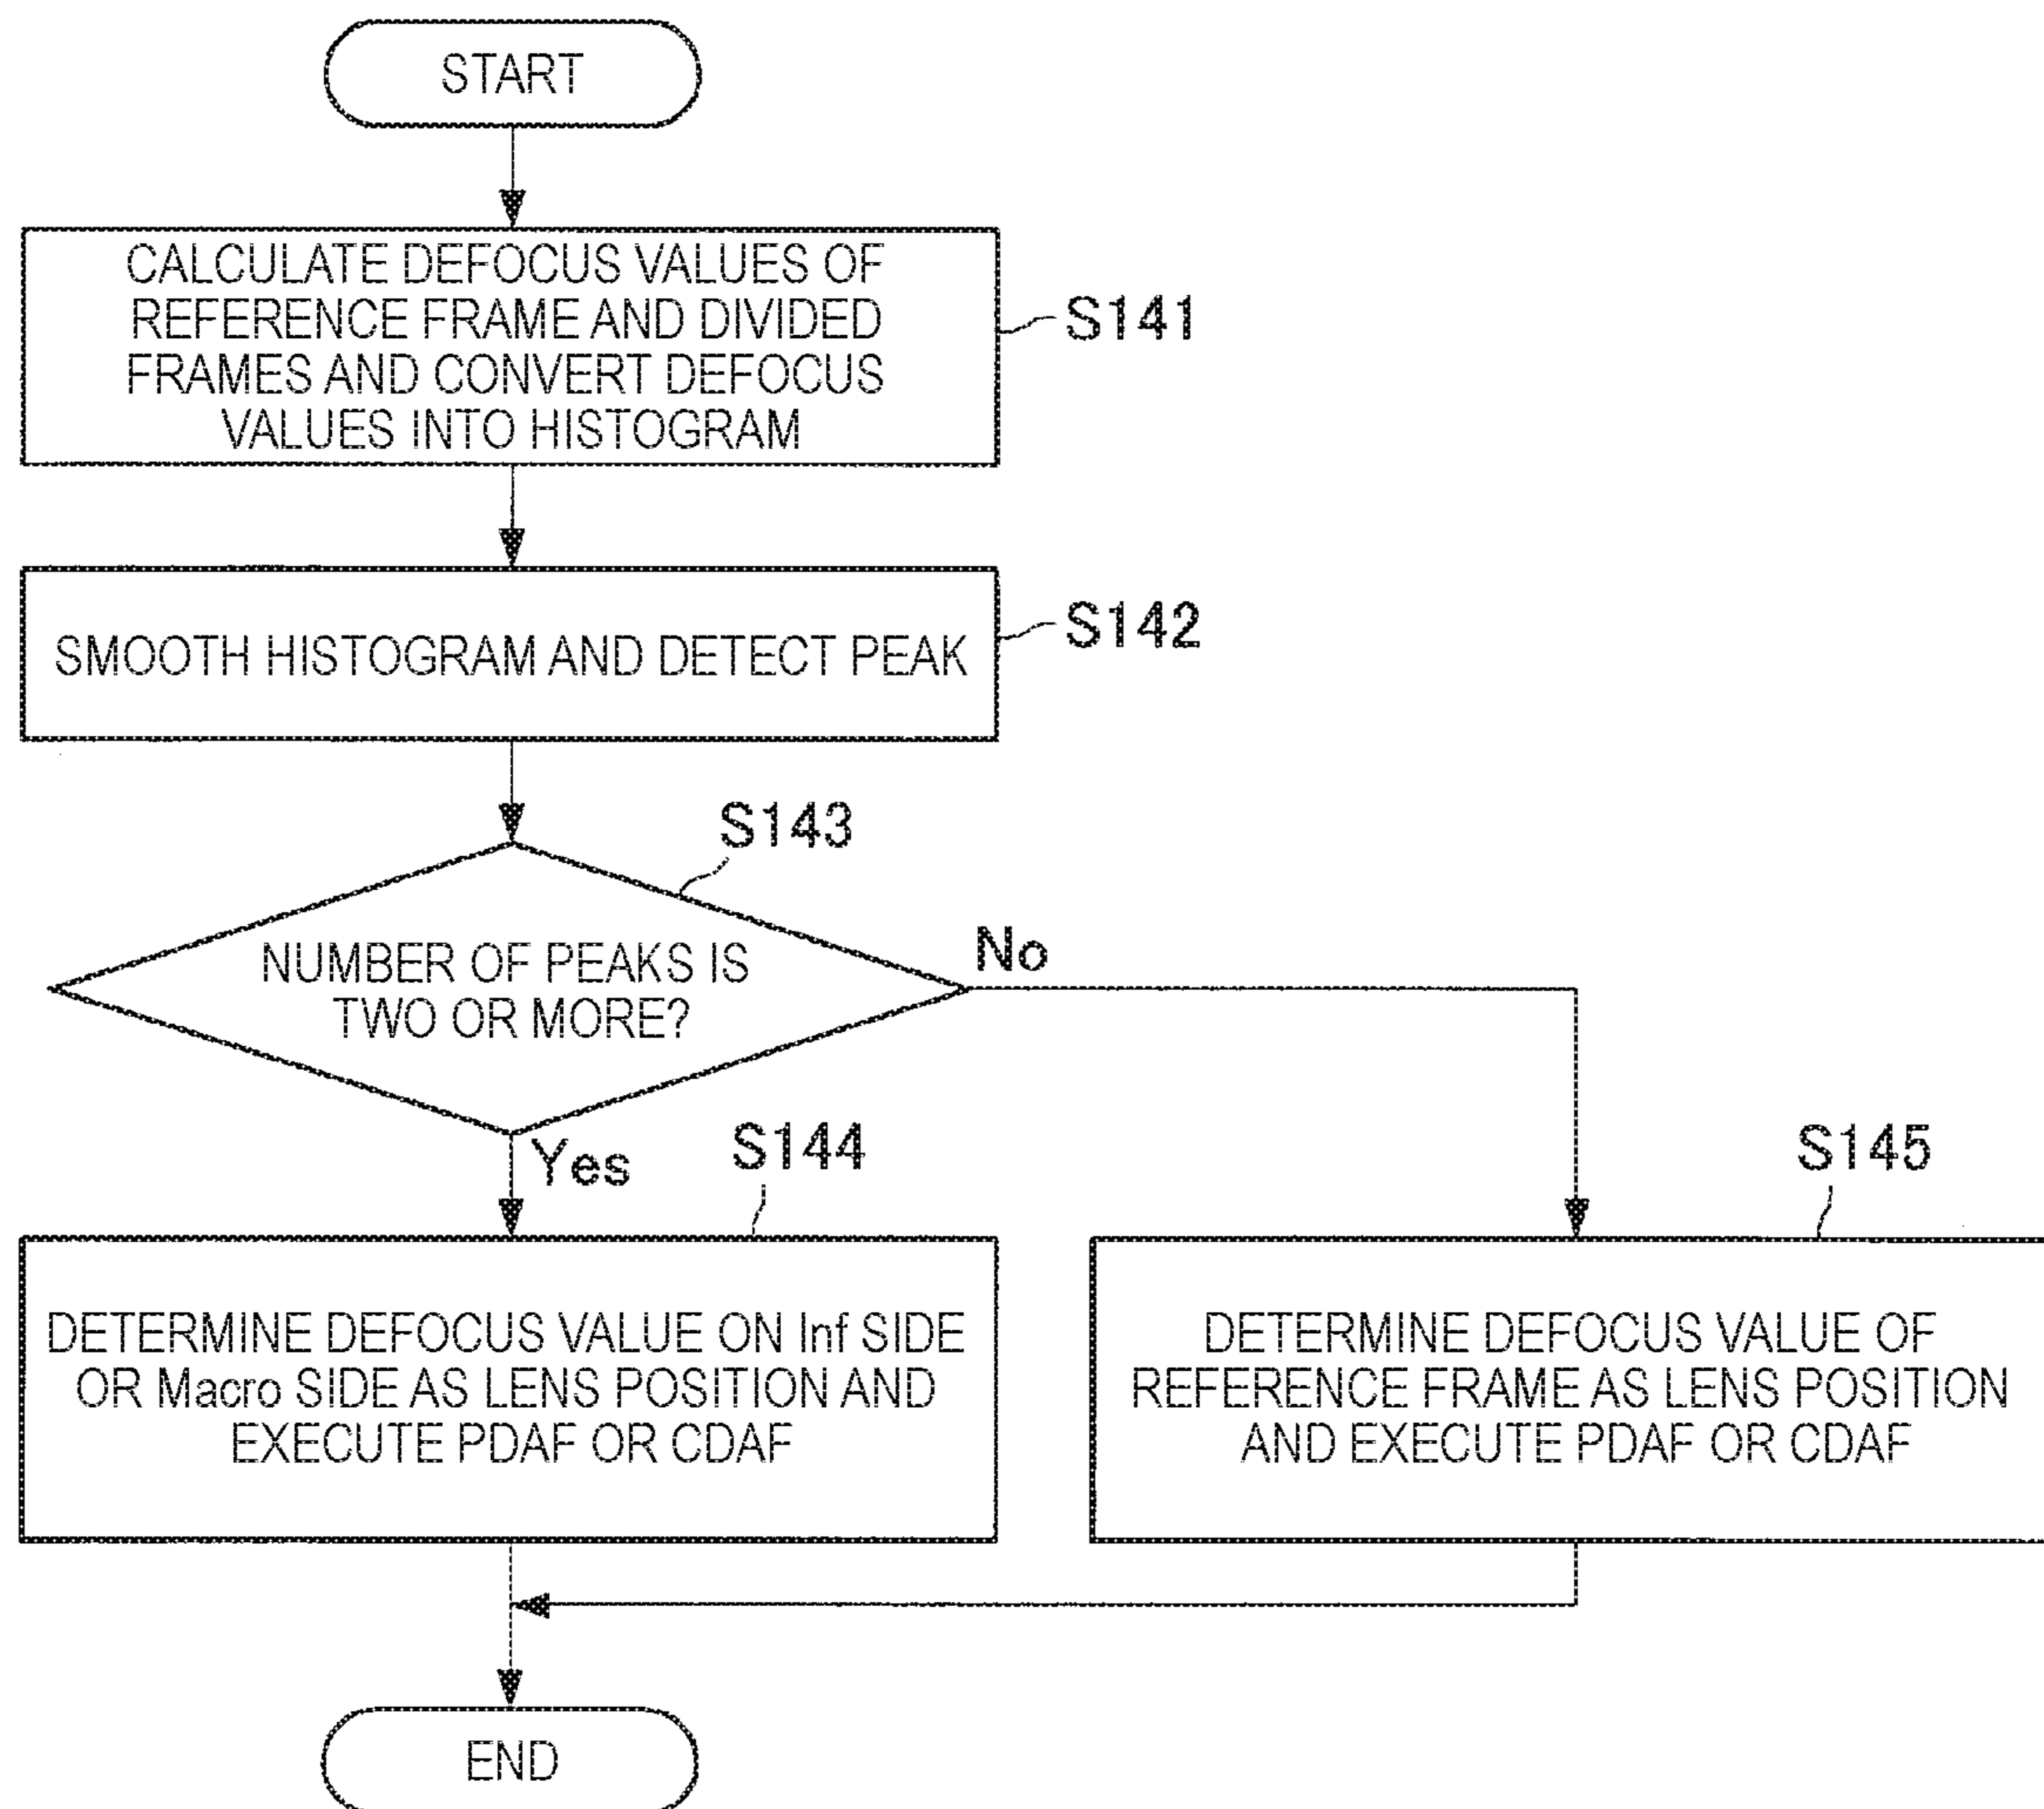 START
CALCULATE DEFOCUS VALUES OF
REFERENCE FRAME AND DIVIDED
FRAMES AND CONVERT DEFOCUS
VALUES INTO HISTOGRAM
S141
SMOOTH HISTOGRAM AND DETECT PEAK
S142
S143
NUMBER OF PEAKS IS
TWO OR MORE?
No
Yes
S144
DETERMINE DEFOCUS VALUE ON Inf SIDE
OR Macro SIDE AS LENS POSITION AND
EXECUTE PDAF OR CDAF
S145
DETERMINE DEFOCUS VALUE OF
REFERENCE FRAME AS LENS POSITION
AND EXECUTE PDAF OR CDAF
END